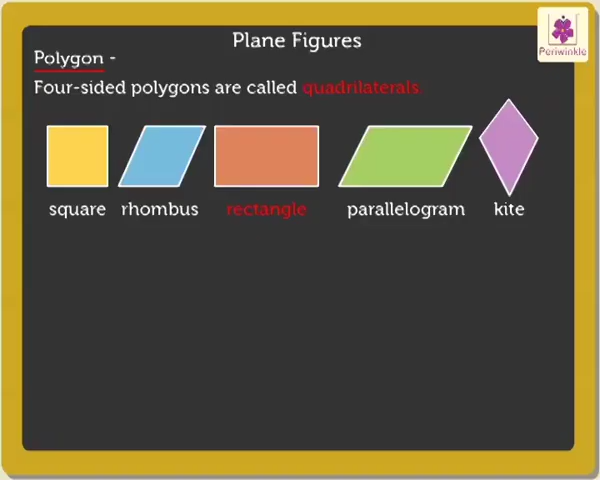 Plane Figures
Periwinkle
Polygon -
Four-sided polygons are called quadrilaterals.
square rhombus rectangle parallelogram kite